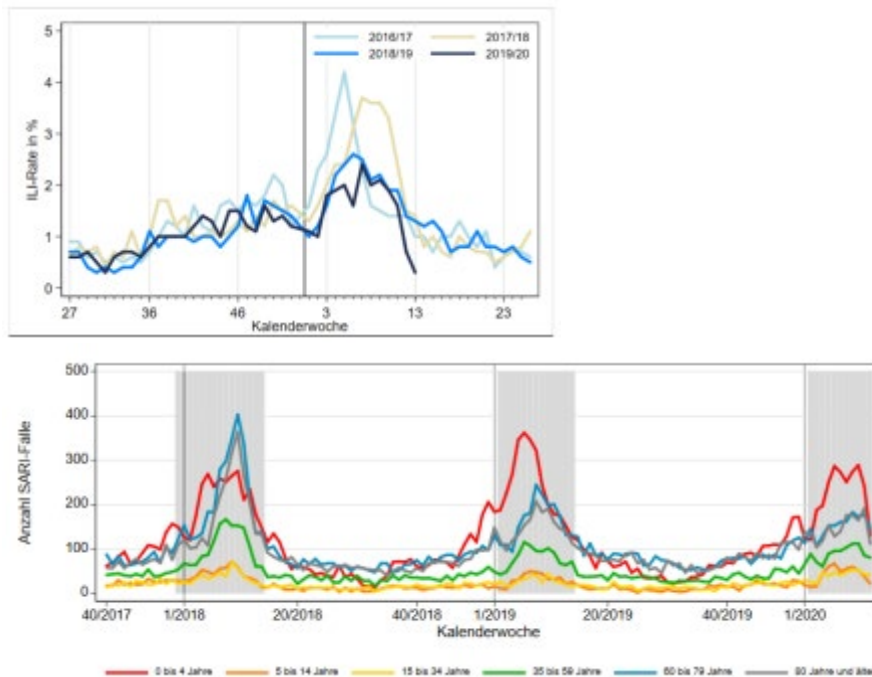 5
2016/17 2017/18
2018/19 2019/20
4
3
2
1
0
ILI-Rate in %
27 36 46 3 13 23
Kalenderwoche
500
400
300
200
100
0
Anzahl SARI-Fälle
40/2017 1/2018 20/2018 40/2018 1/2019 20/2019 40/2019 1/2020
Kalenderwoche
0 bis 4 Jahre 5 bis 14 Jahre 15 bis 34 Jahre 35 bis 59 Jahre 60 bis 79 Jahre 80 Jahre und älte